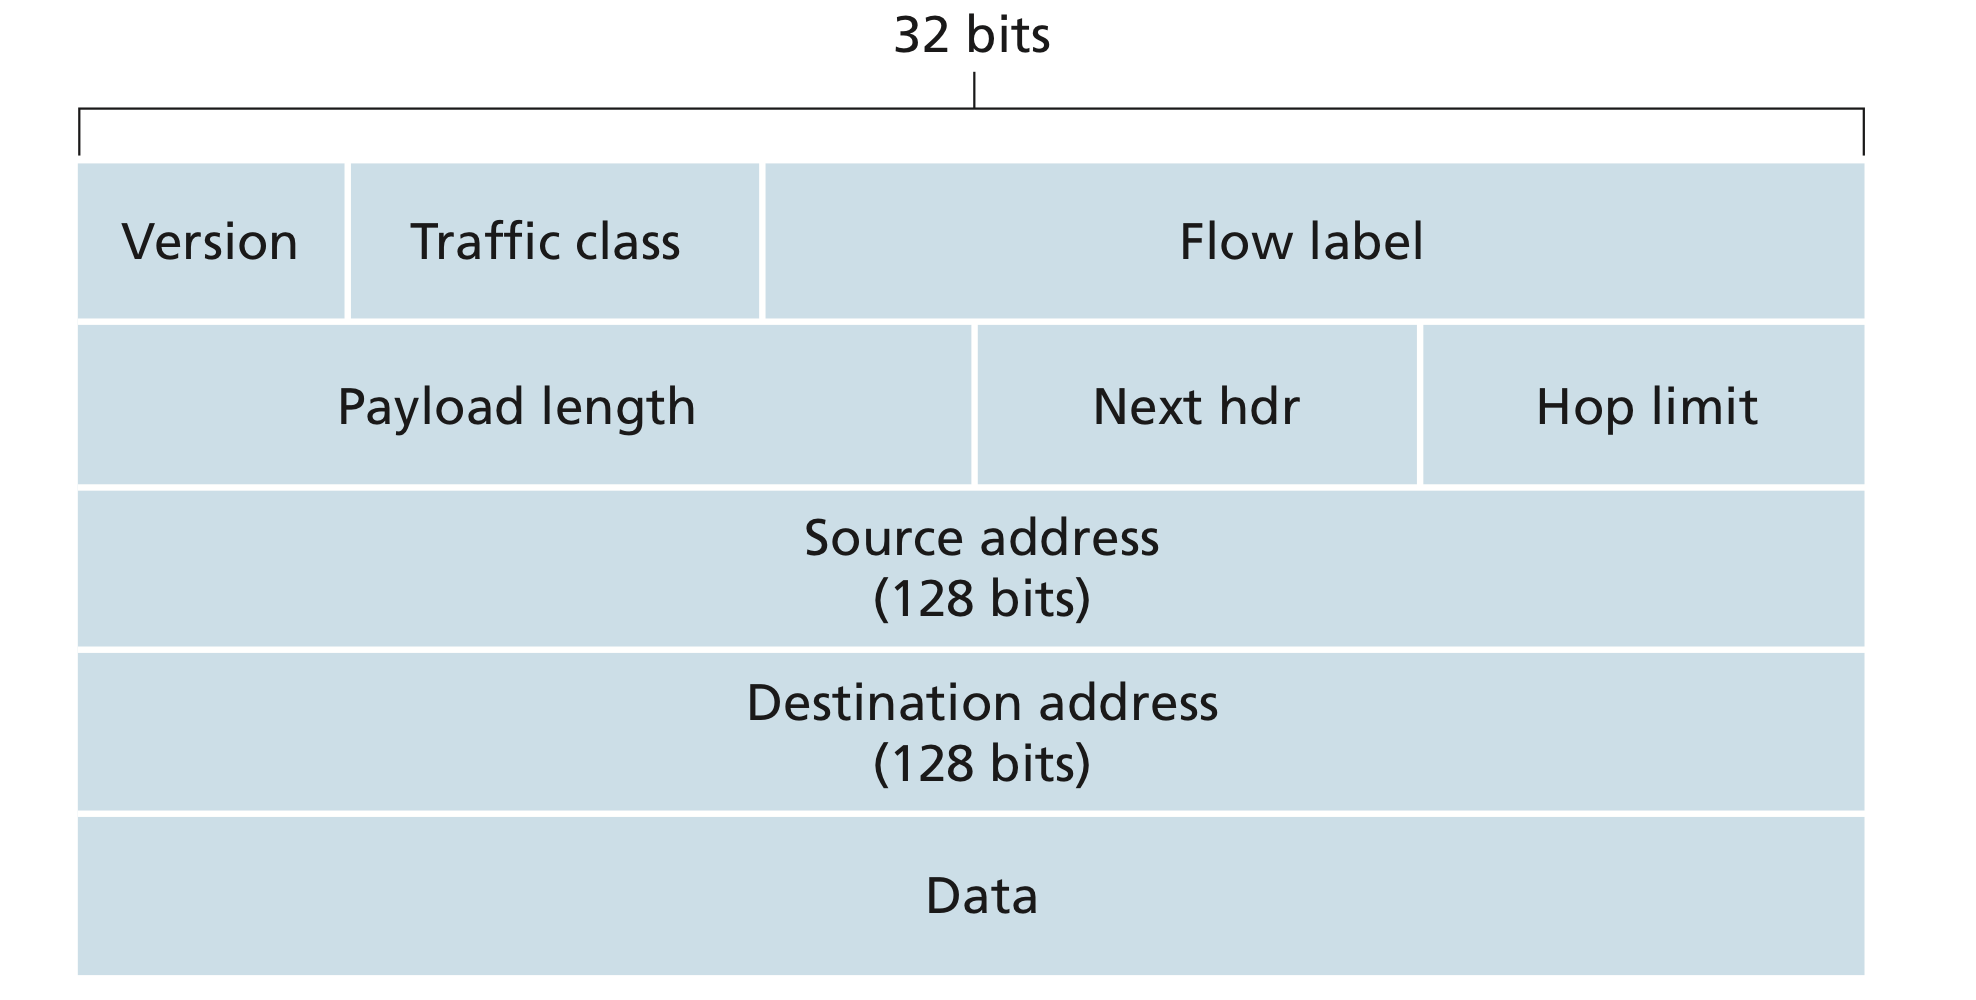 32 bits
Version
Traffic class
Flow label
Payload length
Next hdr
Hop limit
Source address
(128 bits)
Destination address
(128 bits)
Data